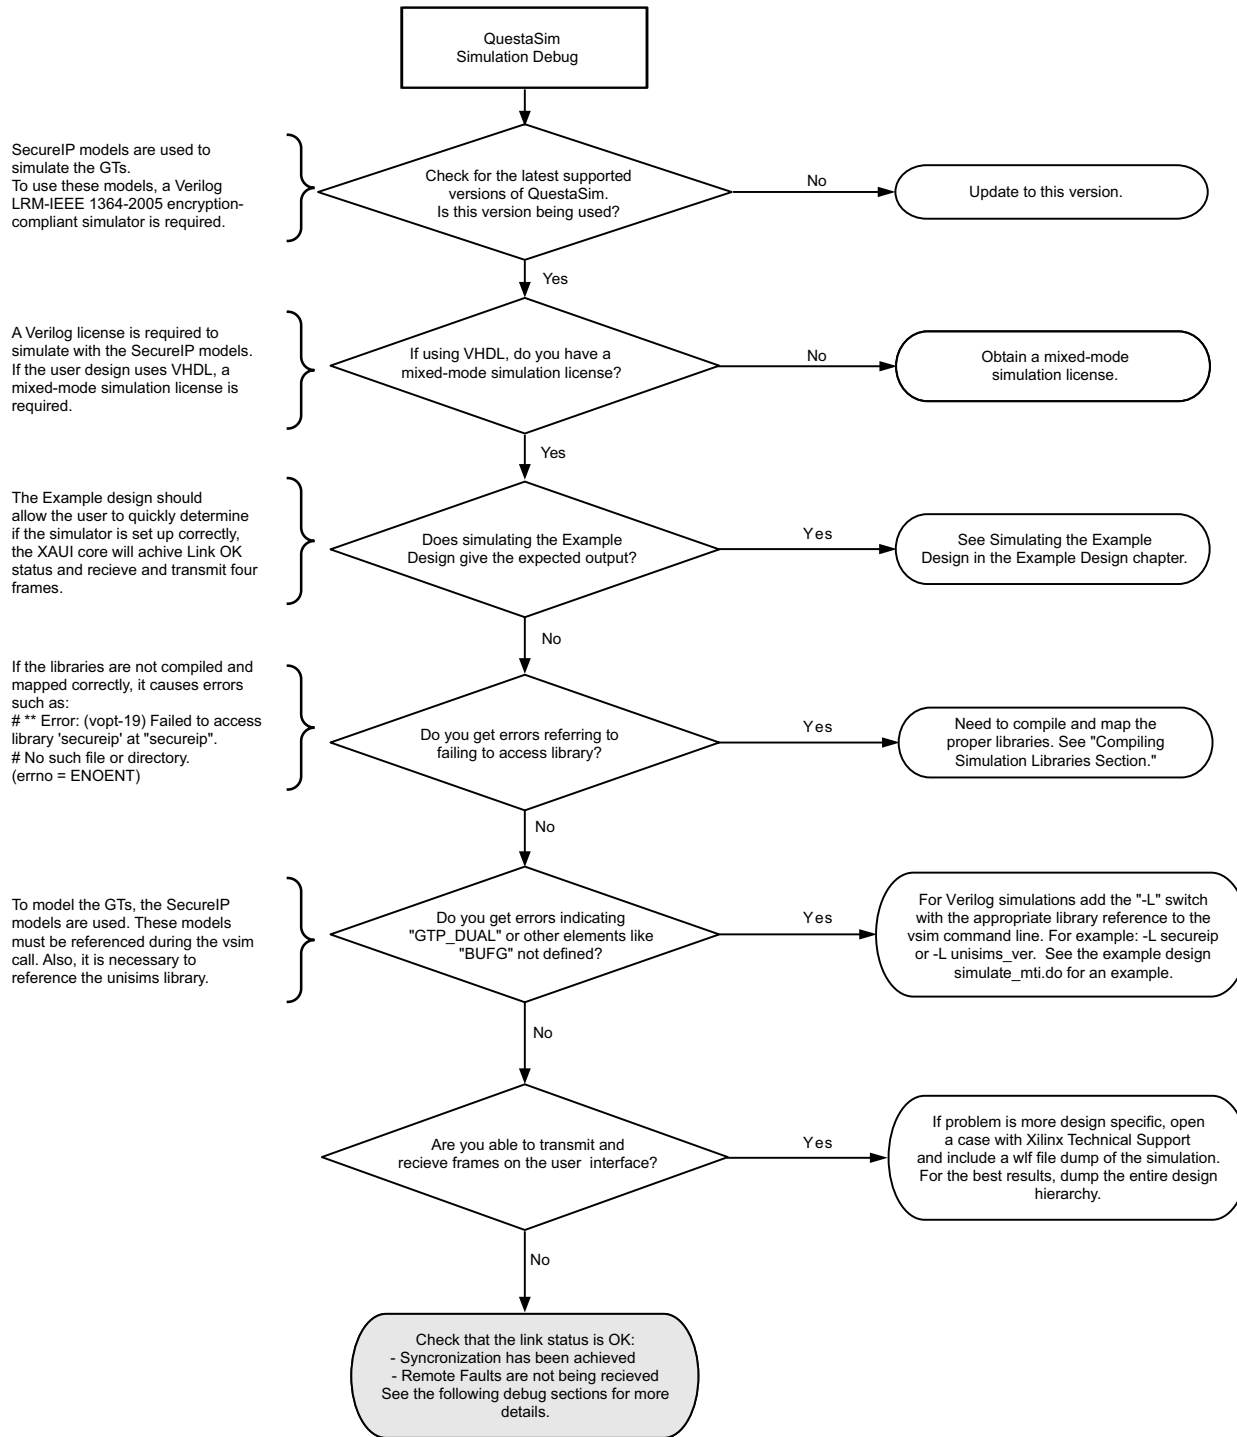 QuestaSim
Simulation Debug
SecureIP models are used to
simulate the GTs.
To use these models, a Verilog
LRM-IEEE 1364-2005 encryption-
compliant simulator is required.
Check for the latest supported
versions of QuestaSim.
Is this version being used?
No
Update to this version.
Yes
A Verilog license is required to
simulate with the SecureIP models.
If the user design uses VHDL, a
mixed-mode simulation license is
required.
If using VHDL, do you have a
mixed-mode simulation license?
No
Obtain a mixed-mode
simulation license.
Yes
The Example design should
allow the user to quickly determine
if the simulator is set up correctly,
the XAUI core will achive Link OK
status and recieve and transmit four
frames.
Does simulating the Example
Design give the expected output?
Yes
See Simulating the Example
Design in the Example Design chapter.
No
If the libraries are not compiled and
mapped correctly, it causes errors
such as:
# ** Error: (vopt-19) Failed to access
library 'secureip' at "secureip".
# No such file or directory.
(errno = ENOENT)
Do you get errors referring to
failing to access library?
Yes
Need to compile and map the
proper libraries. See "Compiling
Simulation Libraries Section."
No
To model the GTs, the SecureIP
models are used. These models
must be referenced during the vsim
call. Also, it is necessary to
reference the unisims library.
Do you get errors indicating
"GTP_DUAL" or other elements like
"BUFG" not defined?
Yes
For Verilog simulations add the "-L" switch
with the appropriate library reference to the
vsim command line. For example: -L secureip
or -L unisims_ver.  See the example design
simulate_mti.do for an example.
No
Are you able to transmit and
recieve frames on the user  interface?
Yes
If problem is more design specific, open
a case with Xilinx Technical Support
and include a wlf file dump of the simulation.
For the best results, dump the entire design
hierarchy.
No
Check that the link status is OK:
- Syncronization has been achieved
- Remote Faults are not being recieved
See the following debug sections for more
details.